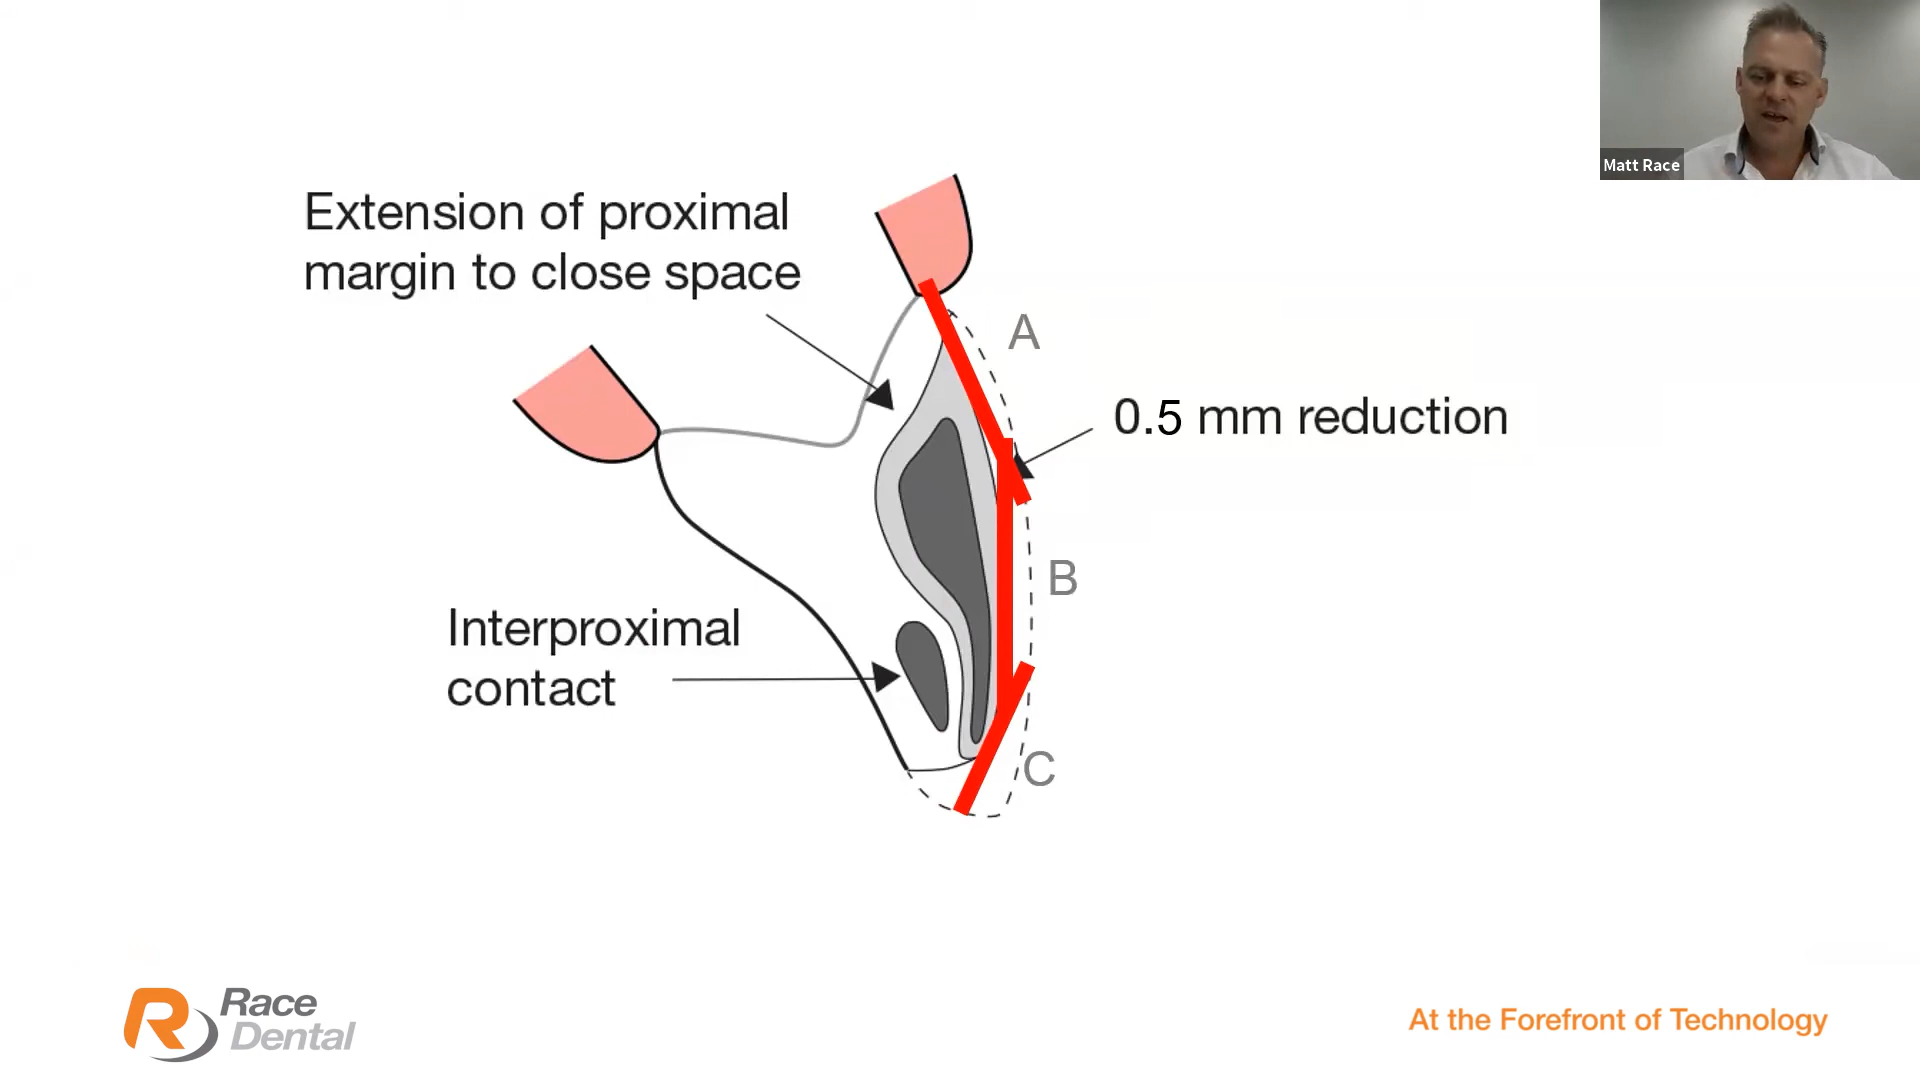 Matt Race
Extension of proximal
margin to close space
A
0.5 mm reduction
B
Interproximal
contact
C
Race
Dental
At the Forefront of Technology